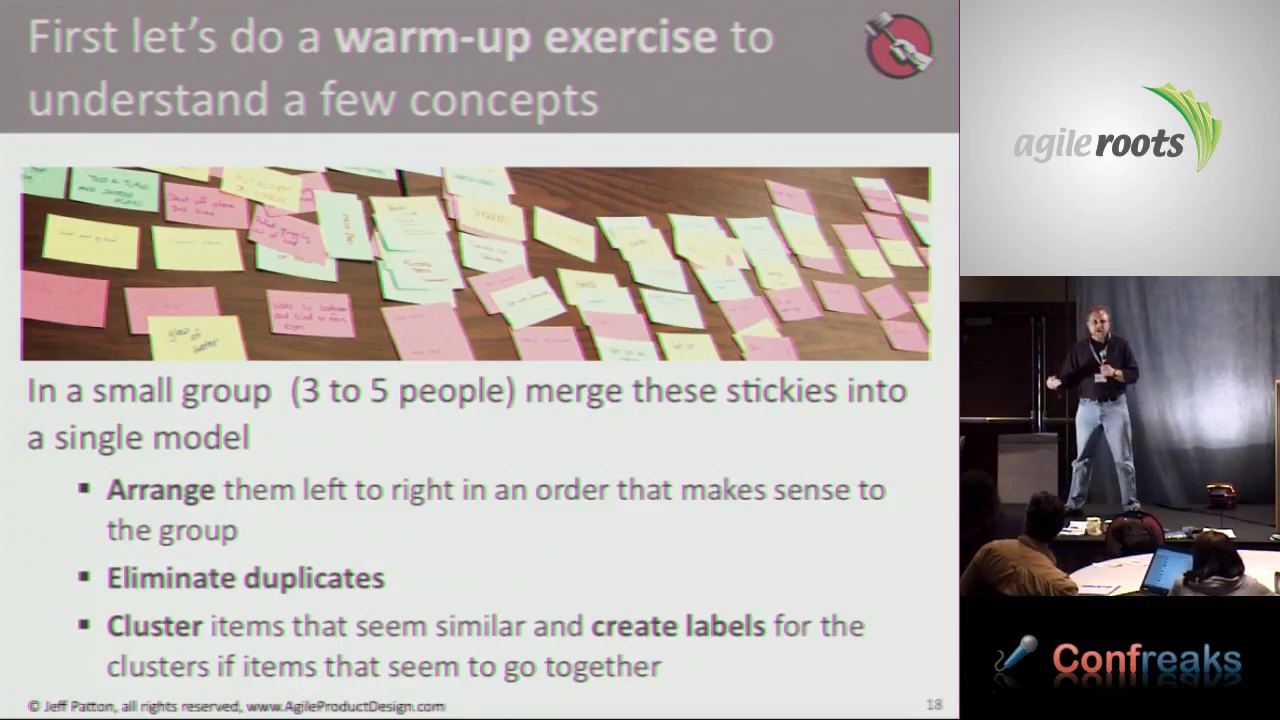 First let's do a warm-up exercise to
understand a few concepts
glass of
water
In a small group (3 to 5 people) merge these stickies into
a single model
▪ Arrange them left to right in an order that makes sense to
the group
▪ Eliminate duplicates
▪ Cluster items that seem similar and create labels for the
clusters if items that seem to go together
© Jeff Patton, all rights reserved, www.AgileProductDesign.com
18
agile roots
Confreaks